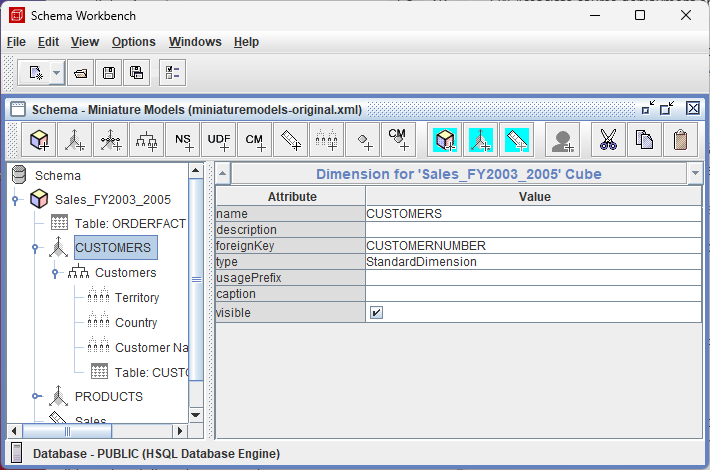 Schema Workbench
File Edit View Options Windows Help
Schema - Miniature Models (miniaturemodels-original.xml)
NS UDF CM CM
Schema
Sales_FY2003_2005
Table: ORDERFACT
CUSTOMERS
Customers
Territory
Country
Customer Na
Table: CUSTO
PRODUCTS
Sales
Dimension for 'Sales_FY2003_2005' Cube
Attribute Value
name CUSTOMERS
description
foreignKey CUSTOMERNUMBER
type StandardDimension
usagePrefix
caption
visible
Database - PUBLIC (HSQL Database Engine)